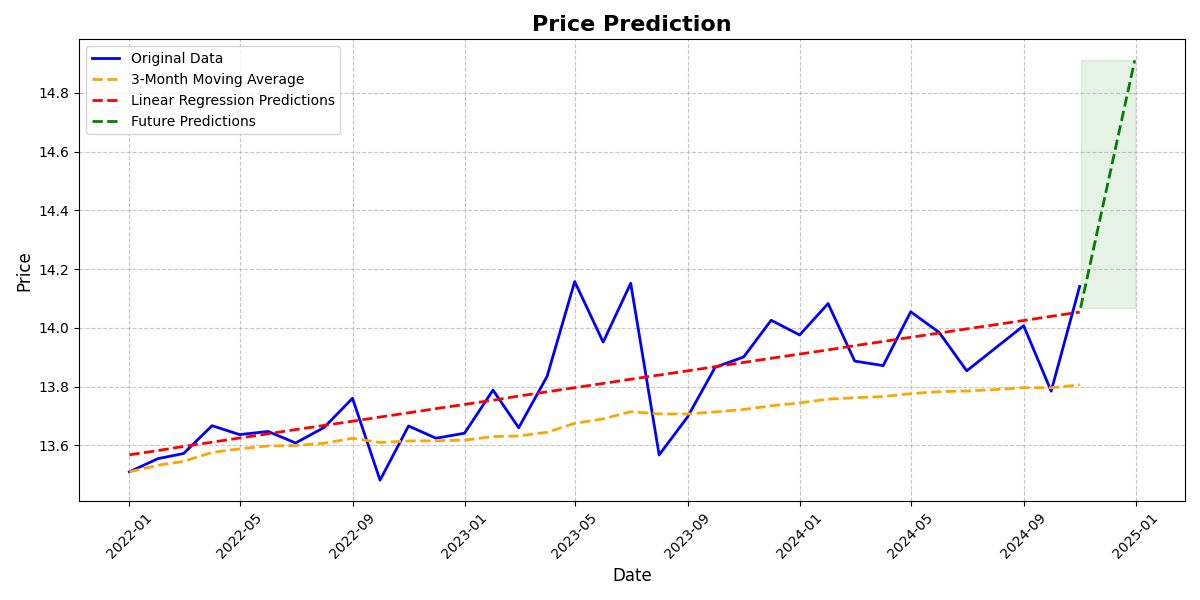 Price Prediction
Original Data
3-Month Moving Average
Linear Regression Predictions
Future Predictions
14.8
14.6
14.4
14.2
14.0
13.8
13.6
Price
2022-01
2022-05
2022-09
2023-01
2023-05
2023-09
2024-01
2024-05
2024-09
2025-01
Date